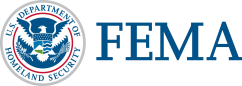 U.S. DEPARTMENT OF
HOMELAND SECURITY
FEMA